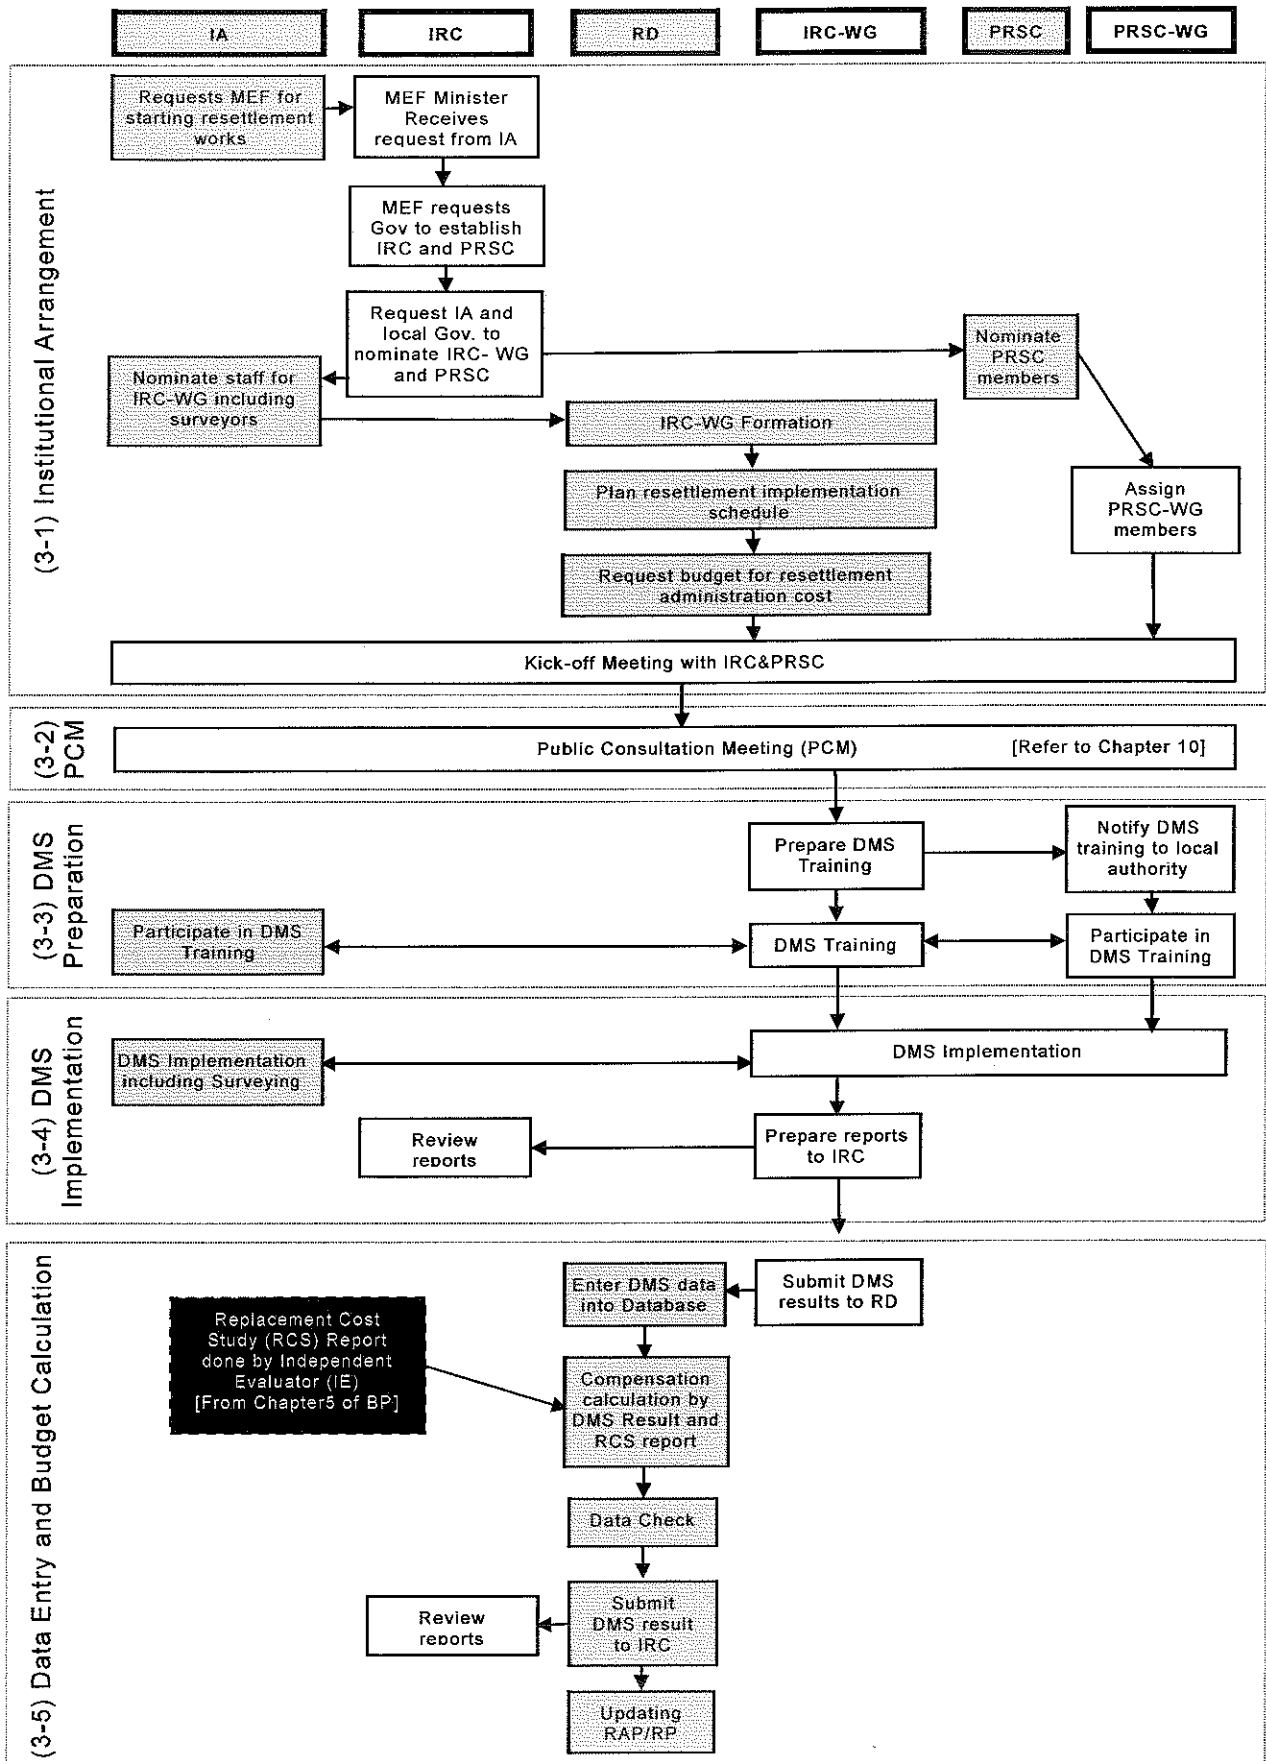 IA
IRC
RD
IRC-WG
PRSC
PRSC-WG
(3-1) Institutional Arrangement
Requests MEF for
starting resettlement
works
MEF Minister
Receives
request from IA
MEF requests
Gov to establish
IRC and PRSC
Request IA and
local Gov. to
nominate IRC- WG
and PRSC
Nominate
PRSC
members
Nominate staff for
IRC-WG including
surveyors
IRC-WG Formation
Plan resettlement implementation
schedule
Assign
PRSC-WG
members
Request budget for resettlement
administration cost
Kick-off Meeting with IRC&PRSC
(3-2)
PCM
Public Consultation Meeting (PCM)
[Refer to Chapter 10]
(3-3) DMS
Preparation
Prepare DMS
Training
Notify DMS
training to local
authority
Participate in DMS
Training
DMS Training
Participate in
DMS Training
(3-4) DMS
Implementation
DMS Implementation
including Surveying
DMS Implementation
Review
reports
Prepare reports
to IRC
(3-5) Data Entry and Budget Calculation
Enter DMS data
into Database
Submit DMS
results to RD
Replacement Cost
Study (RCS) Report
done by Independent
Evaluator (IE)
[From Chapter5 of BP]
Compensation
calculation by
DMS Result and
RCS report
Data Check
Review
reports
Submit
DMS result
to IRC
Updating
RAP/RP